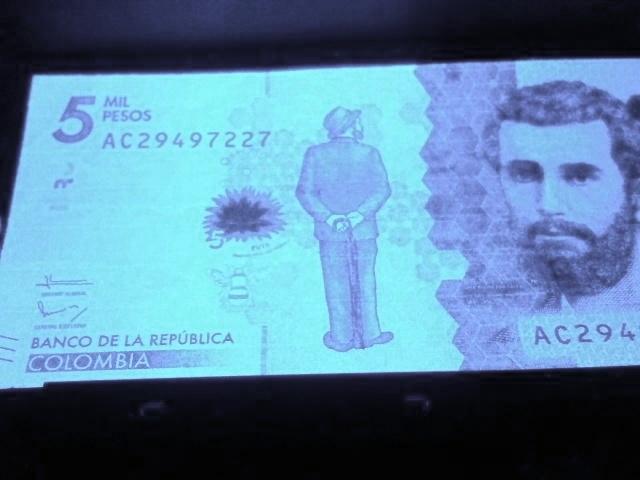 5 MIL
PESOS
AC29497227
5
BANCO DE LA REPÚBLICA
COLOMBIA
AC294